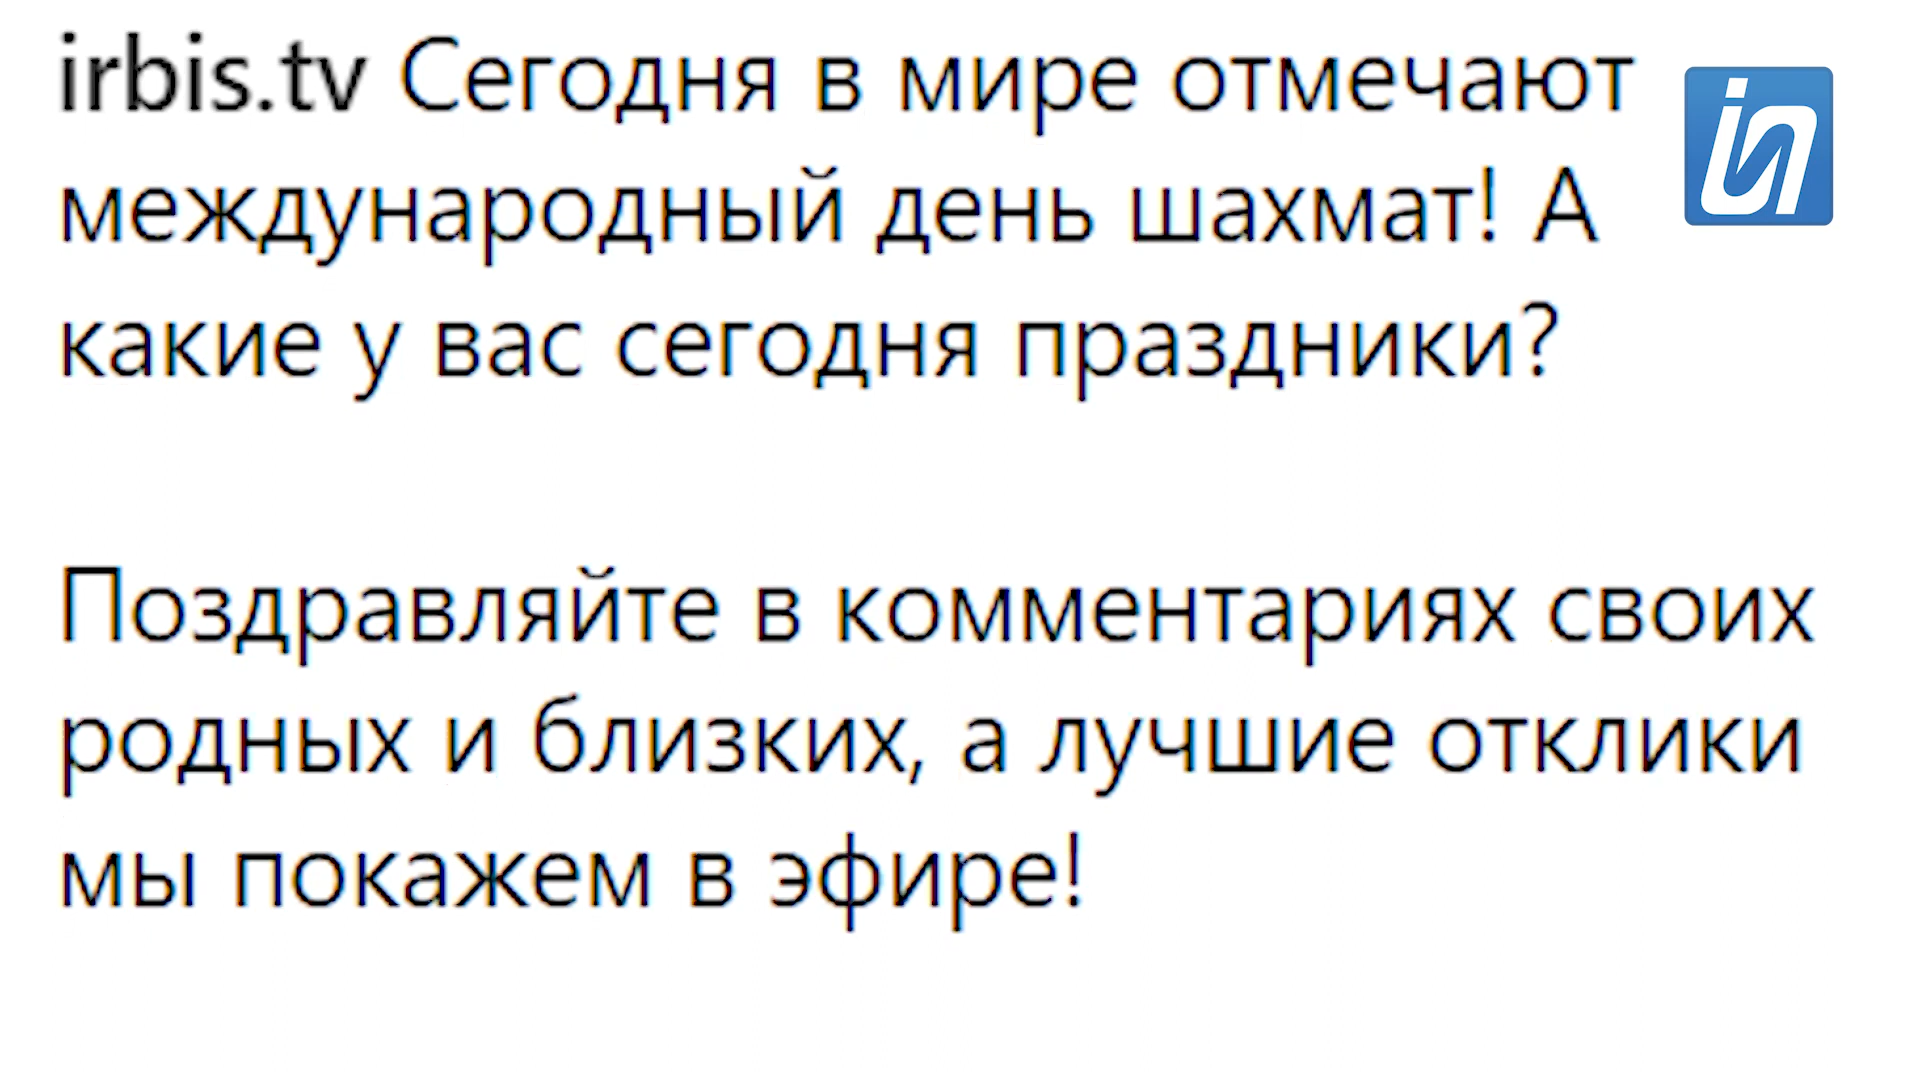 irbis.tv Сегодня в мире отмечают
международный день шахмат! А
какие у вас сегодня праздники?
Поздравляйте в комментариях своих
родных и близких, а лучшие отклики
мы покажем в эфире!